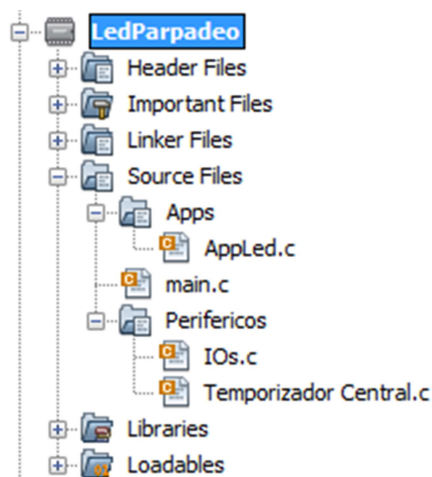 LedParpadeo
Header Files
Important Files
Linker Files
Source Files
Apps
AppLed.c
main.c
Perifericos
IOs.c
Temporizador Central.c
Libraries
Loadables